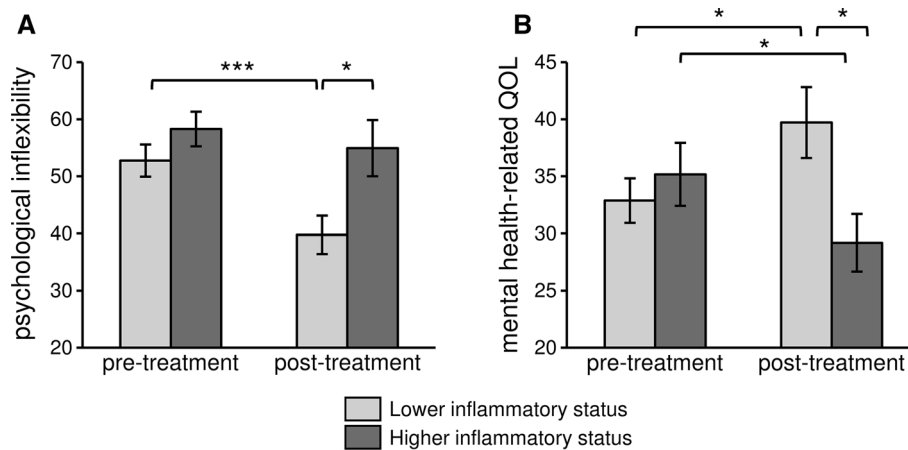 A
psychological inflexibility
70
60
50
40
30
20
***
*
pre-treatment
post-treatment
B
mental health-related QOL
45
40
35
30
25
20
*
*
*
pre-treatment
post-treatment
Lower inflammatory status
Higher inflammatory status